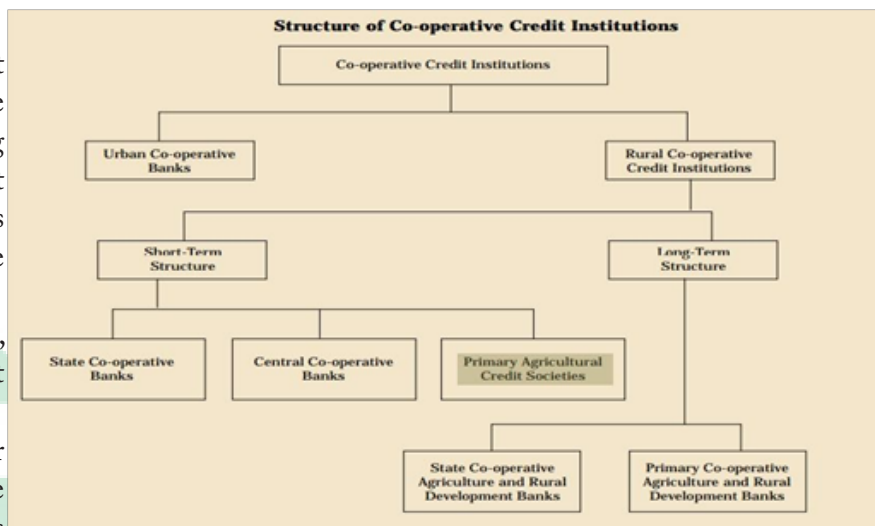 Structure of Co-operative Credit Institutions
Co-operative Credit Institutions
Urban Co-operative
Banks
Rural Co-operative
Credit Institutions
Short-Term
Structure
Long-Term
Structure
State Co-operative
Banks
Central Co-operative
Banks
Primary Agricultural
Credit Societies
State Co-operative
Agriculture and Rural
Development Banks
Primary Co-operative
Agriculture and Rural
Development Banks